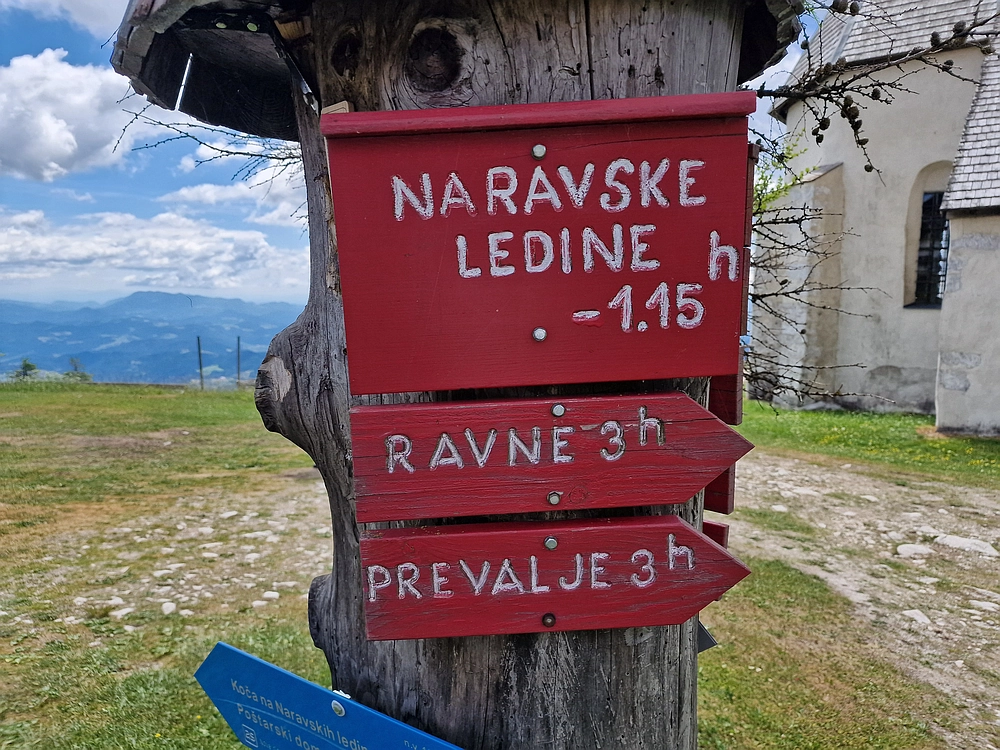 NARAVSKE
LEDINE h
-1.15
RAVNE 3h
PREVALJE 3h
Koča na Naravskih ledin
Poštarski dom